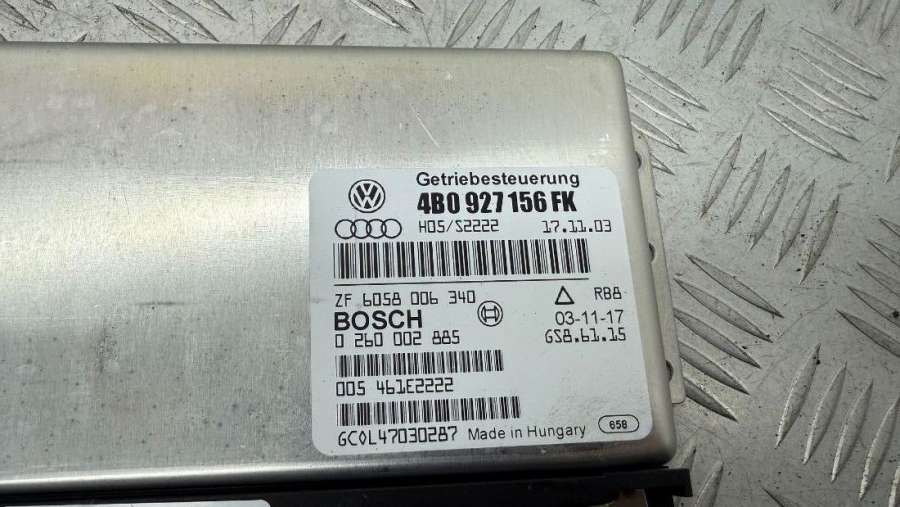 Getriebesteuerung
4B0 927 156 FK
H05/S2222 17.11.03
ZF 6058 006 340 RB8
BOSCH 03-11-17
0 260 002 885 GS8.61.15
005 461E2222
GC0L47030287 Made in Hungary 658